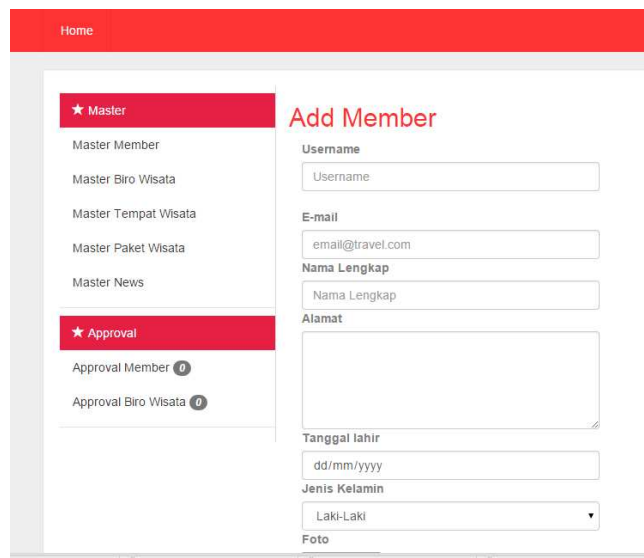 Home
★ Master
Master Member
Master Biro Wisata
Master Tempat Wisata
Master Paket Wisata
Master News
★ Approval
Approval Member 0
Approval Biro Wisata 0
Add Member
Username
Username
E-mail
email@travel.com
Nama Lengkap
Nama Lengkap
Alamat
Tanggal lahir
dd/mm/yyyy
Jenis Kelamin
Laki-Laki
Foto